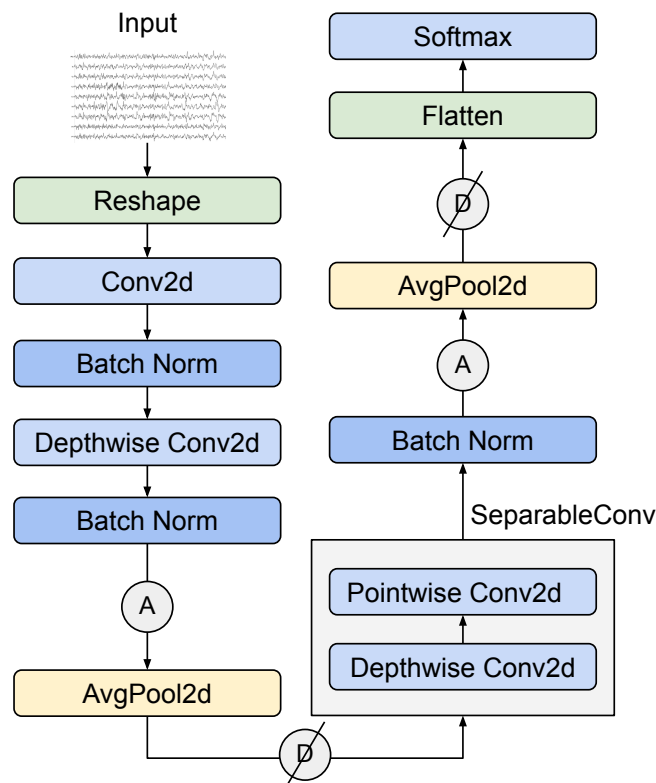 Input
Reshape
Conv2d
Batch Norm
Depthwise Conv2d
Batch Norm
A
AvgPool2d
D
SeparableConv
Depthwise Conv2d
Pointwise Conv2d
Batch Norm
A
AvgPool2d
D
Flatten
Softmax